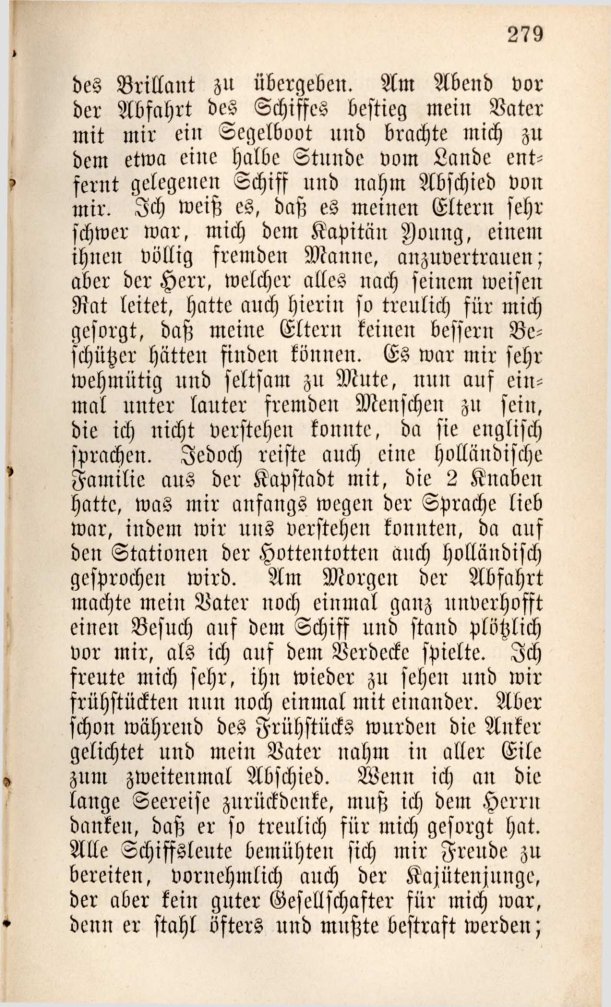 279
des Brillant zu übergeben. Am Abend vor
der Abfahrt des Schiffes bestieg mein Vater
mit mir ein Segelboot und brachte mich zu
dem etwa eine halbe Stunde vom Lande ent-
fernt gelegenen Schiff und nahm Abschied von
mir. Ich weiß es, daß es meinen Eltern sehr
schwer war, mich dem Kapitän Young, einem
ihnen völlig fremden Manne, anzuvertrauen;
aber der Herr, welcher alles nach seinem weisen
Rat leitet, hatte auch hierin so treulich für mich
gesorgt, daß meine Eltern keinen bessern Be-
schützer hätten finden können. Es war mir sehr
wehmütig und seltsam zu Mute, nun auf ein-
mal unter lauter fremden Menschen zu sein,
die ich nicht verstehen konnte, da sie englisch
sprachen. Jedoch reiste auch eine holländische
Familie aus der Kapstadt mit, die 2 Knaben
hatte, was mir anfangs wegen der Sprache lieb
war, indem wir uns verstehen konnten, da auf
den Stationen der Hottentotten auch holländisch
gesprochen wird. Am Morgen der Abfahrt
machte mein Vater noch einmal ganz unverhofft
einen Besuch auf dem Schiff und stand plötzlich
vor mir, als ich auf dem Verdecke spielte. Ich
freute mich sehr, ihn wieder zu sehen und wir
frühstückten nun noch einmal mit einander. Aber
schon während des Frühstücks wurden die Anker
gelichtet und mein Vater nahm in aller Eile
zum zweitenmal Abschied. Wenn ich an die
lange Seereise zurückdenke, muß ich dem Herrn
danken, daß er so treulich für mich gesorgt hat.
Alle Schiffsleute bemühten sich mir Freude zu
bereiten, vornehmlich auch der Kajütenjunge,
der aber kein guter Gesellschafter für mich war,
denn er stahl öfters und mußte bestraft werden;